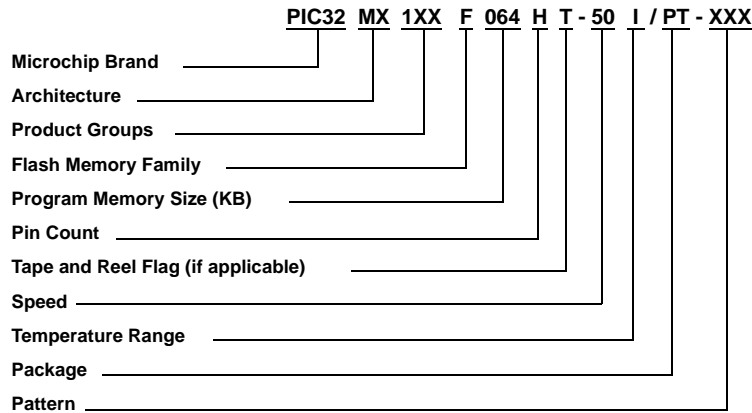 PIC32 MX 1XX F 064 H T - 50 I / PT - XXX
Microchip Brand
Architecture
Product Groups
Flash Memory Family
Program Memory Size (KB)
Pin Count
Tape and Reel Flag (if applicable)
Speed
Temperature Range
Package
Pattern